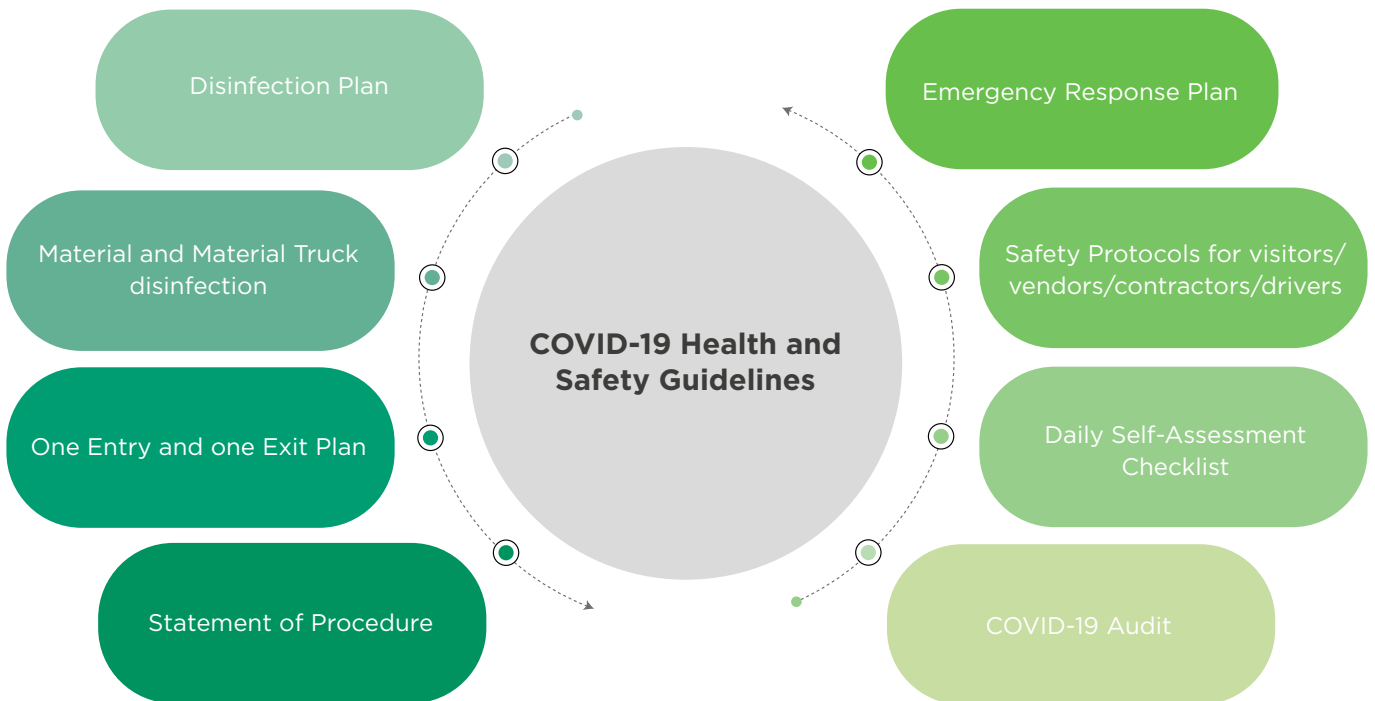 Disinfection Plan
Material and Material Truck
disinfection
One Entry and one Exit Plan
Statement of Procedure
COVID-19 Health and
Safety Guidelines
Emergency Response Plan
Safety Protocols for visitors/
vendors/contractors/drivers
Daily Self-Assessment
Checklist
COVID-19 Audit